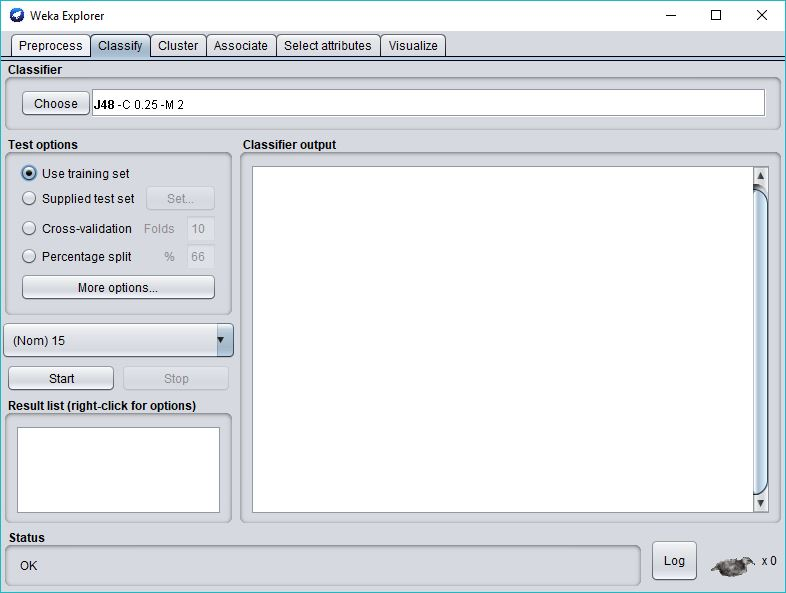 Weka Explorer
Preprocess Classify Cluster Associate Select attributes Visualize
Classifier
Choose J48 -C 0.25 -M 2
Test options
Use training set
Supplied test set Set...
Cross-validation Folds 10
Percentage split % 66
More options...
(Nom) 15
Start Stop
Result list (right-click for options)
Classifier output
Status
OK
Log x 0